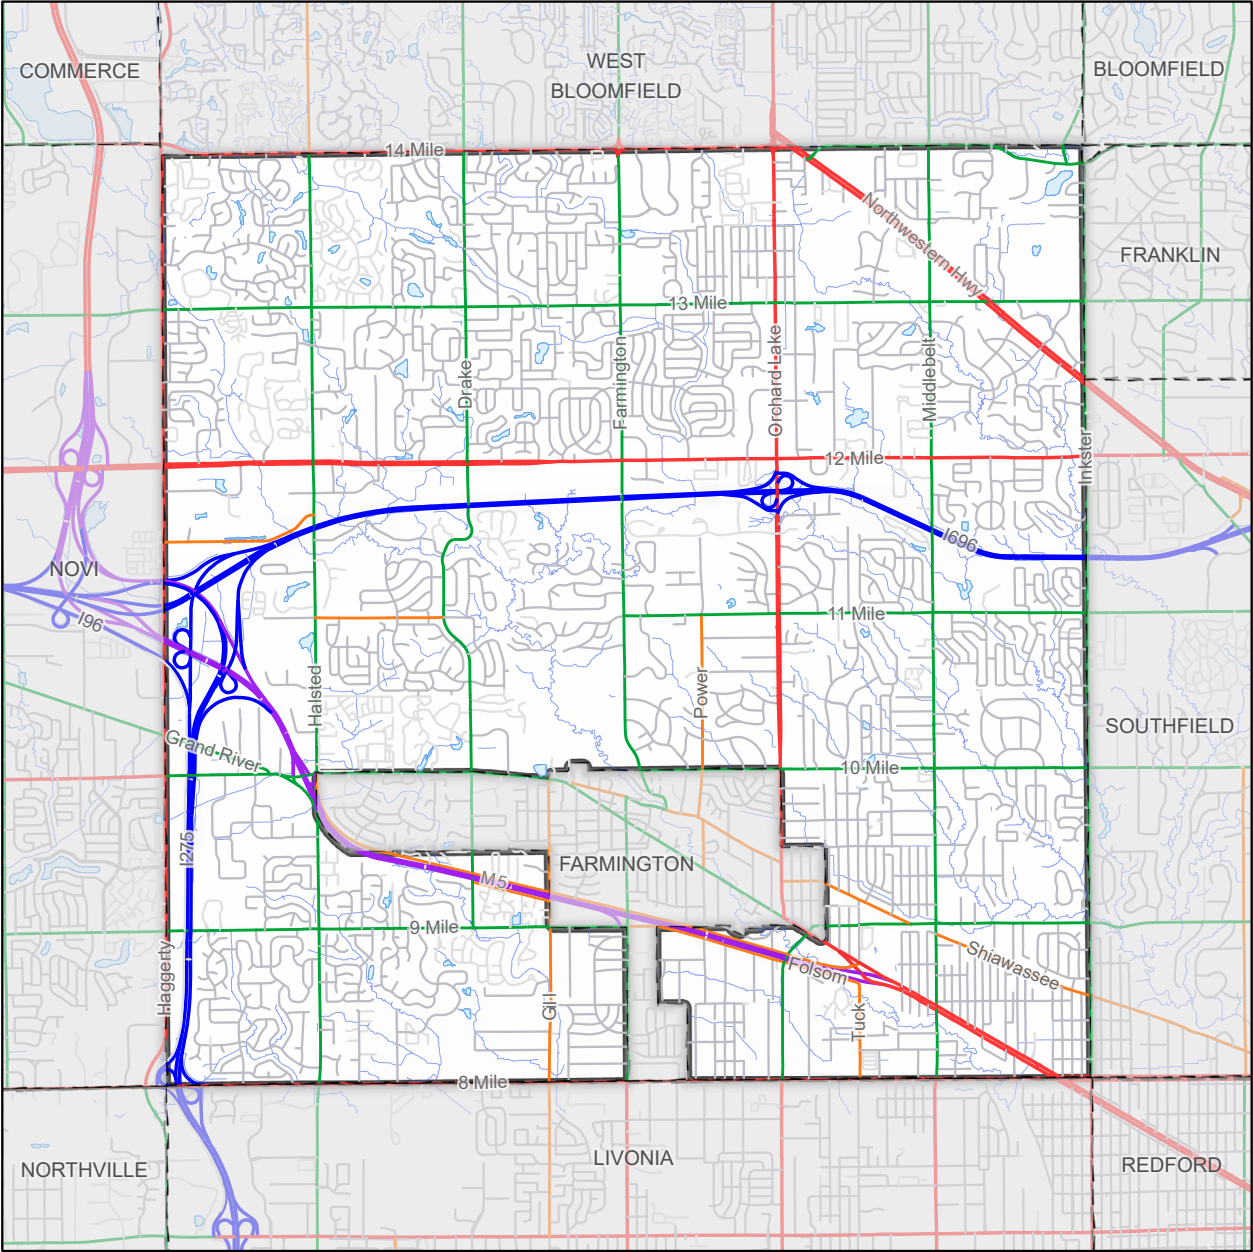 WEST
BLOOMFIELD
COMMERCE
BLOOMFIELD
14 Mile
Northwestern Hwy
FRANKLIN
13 Mile
Orchard Lake
Farmington
Middlebelt
Drake
Inkster
12 Mile
I696
NOVI
I96
11 Mile
Power
Halsted
SOUTHFIELD
Grand River
10 Mile
I275
FARMINGTON
M5
9 Mile
Shiawassee
Haggerty
Folsom
Gill
Tuck
8 Mile
NORTHVILLE
LIVONIA
REDFORD